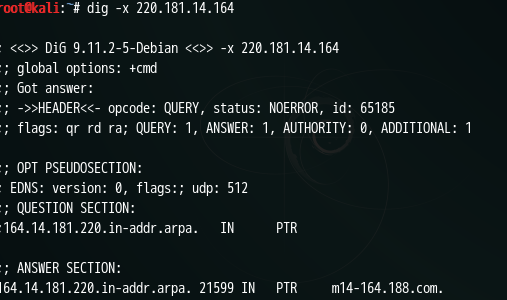 root@kali:~# dig -x 220.181.14.164
; <<>> DiG 9.11.2-5-Debian <<>> -x 220.181.14.164
;; global options: +cmd
;; Got answer:
;; ->>HEADER<<- opcode: QUERY, status: NOERROR, id: 65185
;; flags: qr rd ra; QUERY: 1, ANSWER: 1, AUTHORITY: 0, ADDITIONAL: 1
;; OPT PSEUDOSECTION:
; EDNS: version: 0, flags:; udp: 512
;; QUESTION SECTION:
;164.14.181.220.in-addr.arpa. IN PTR
;; ANSWER SECTION:
164.14.181.220.in-addr.arpa. 21599 IN PTR m14-164.188.com.